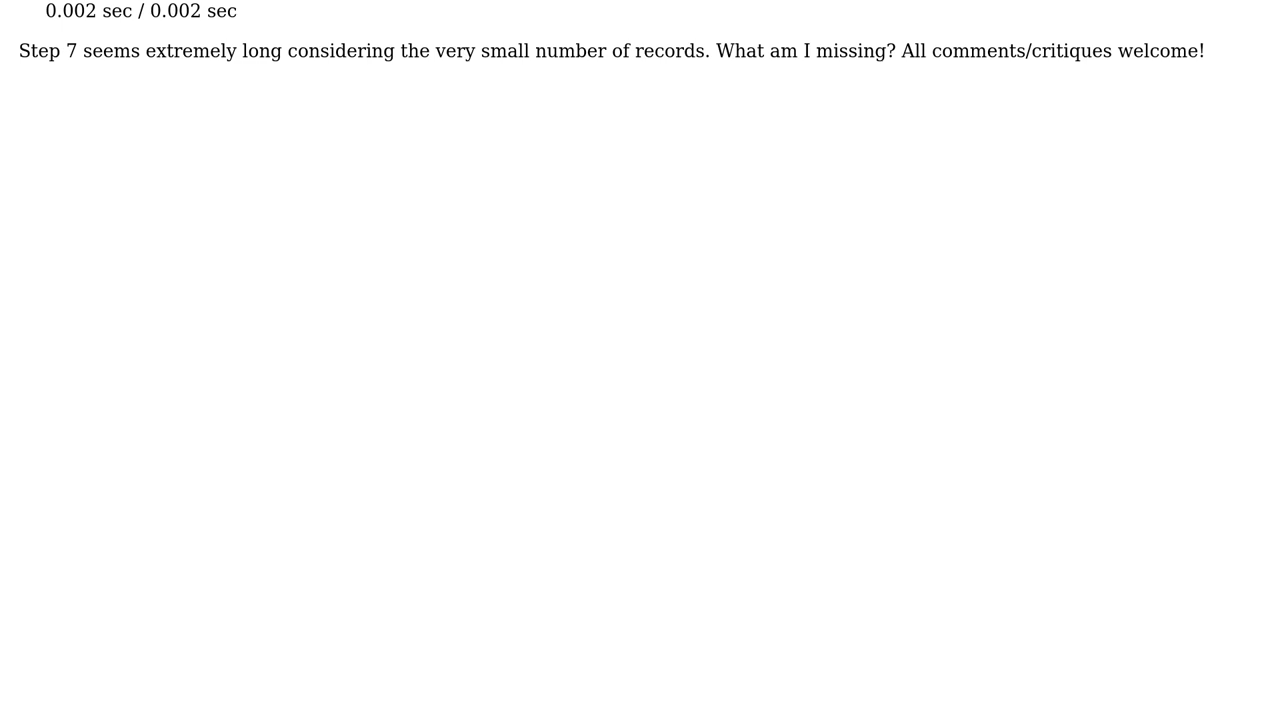 0.002 sec / 0.002 sec
Step 7 seems extremely long considering the very small number of records. What am I missing? All comments/critiques welcome!